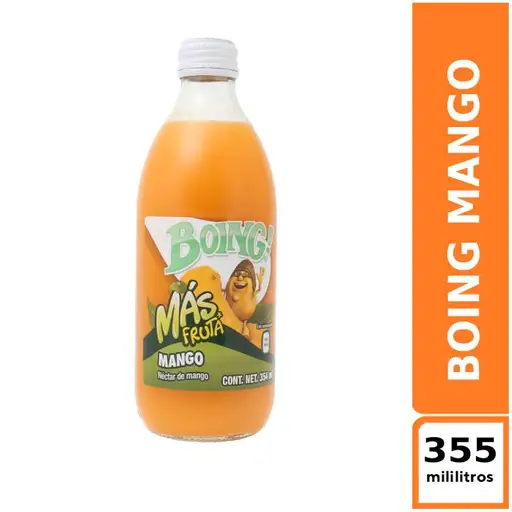 BOING!
MÁS
FRUTA
MANGO
Néctar de mango
CONT. NET. 354 m
BOING MANGO
355
mililitros